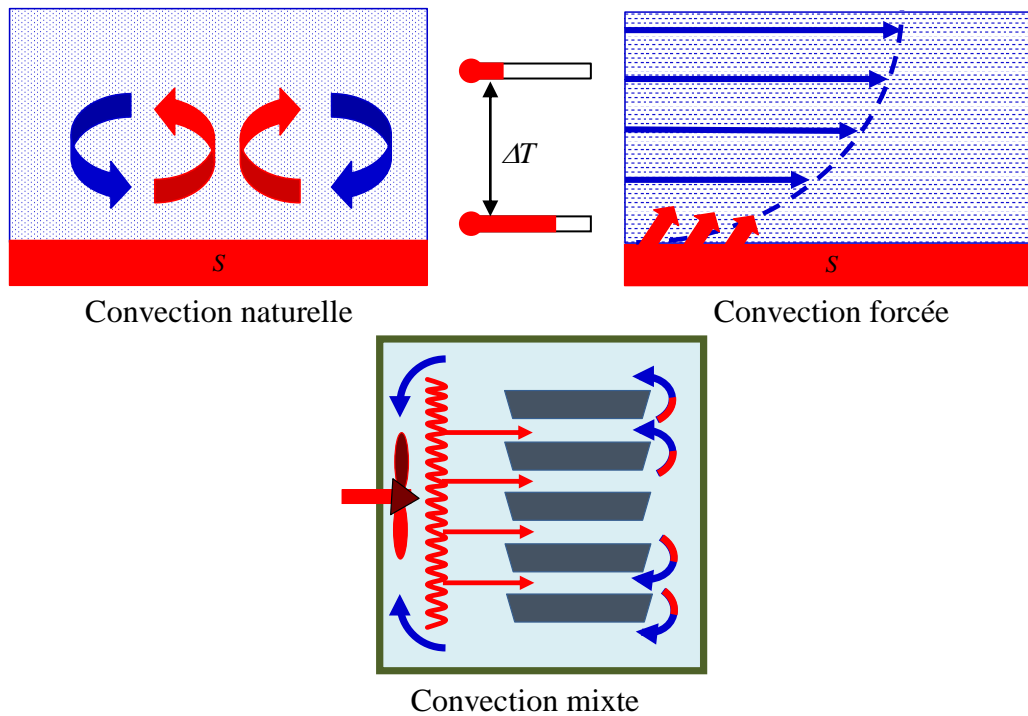 ΔT
S
S
Convection naturelle
Convection forcée
Convection mixte